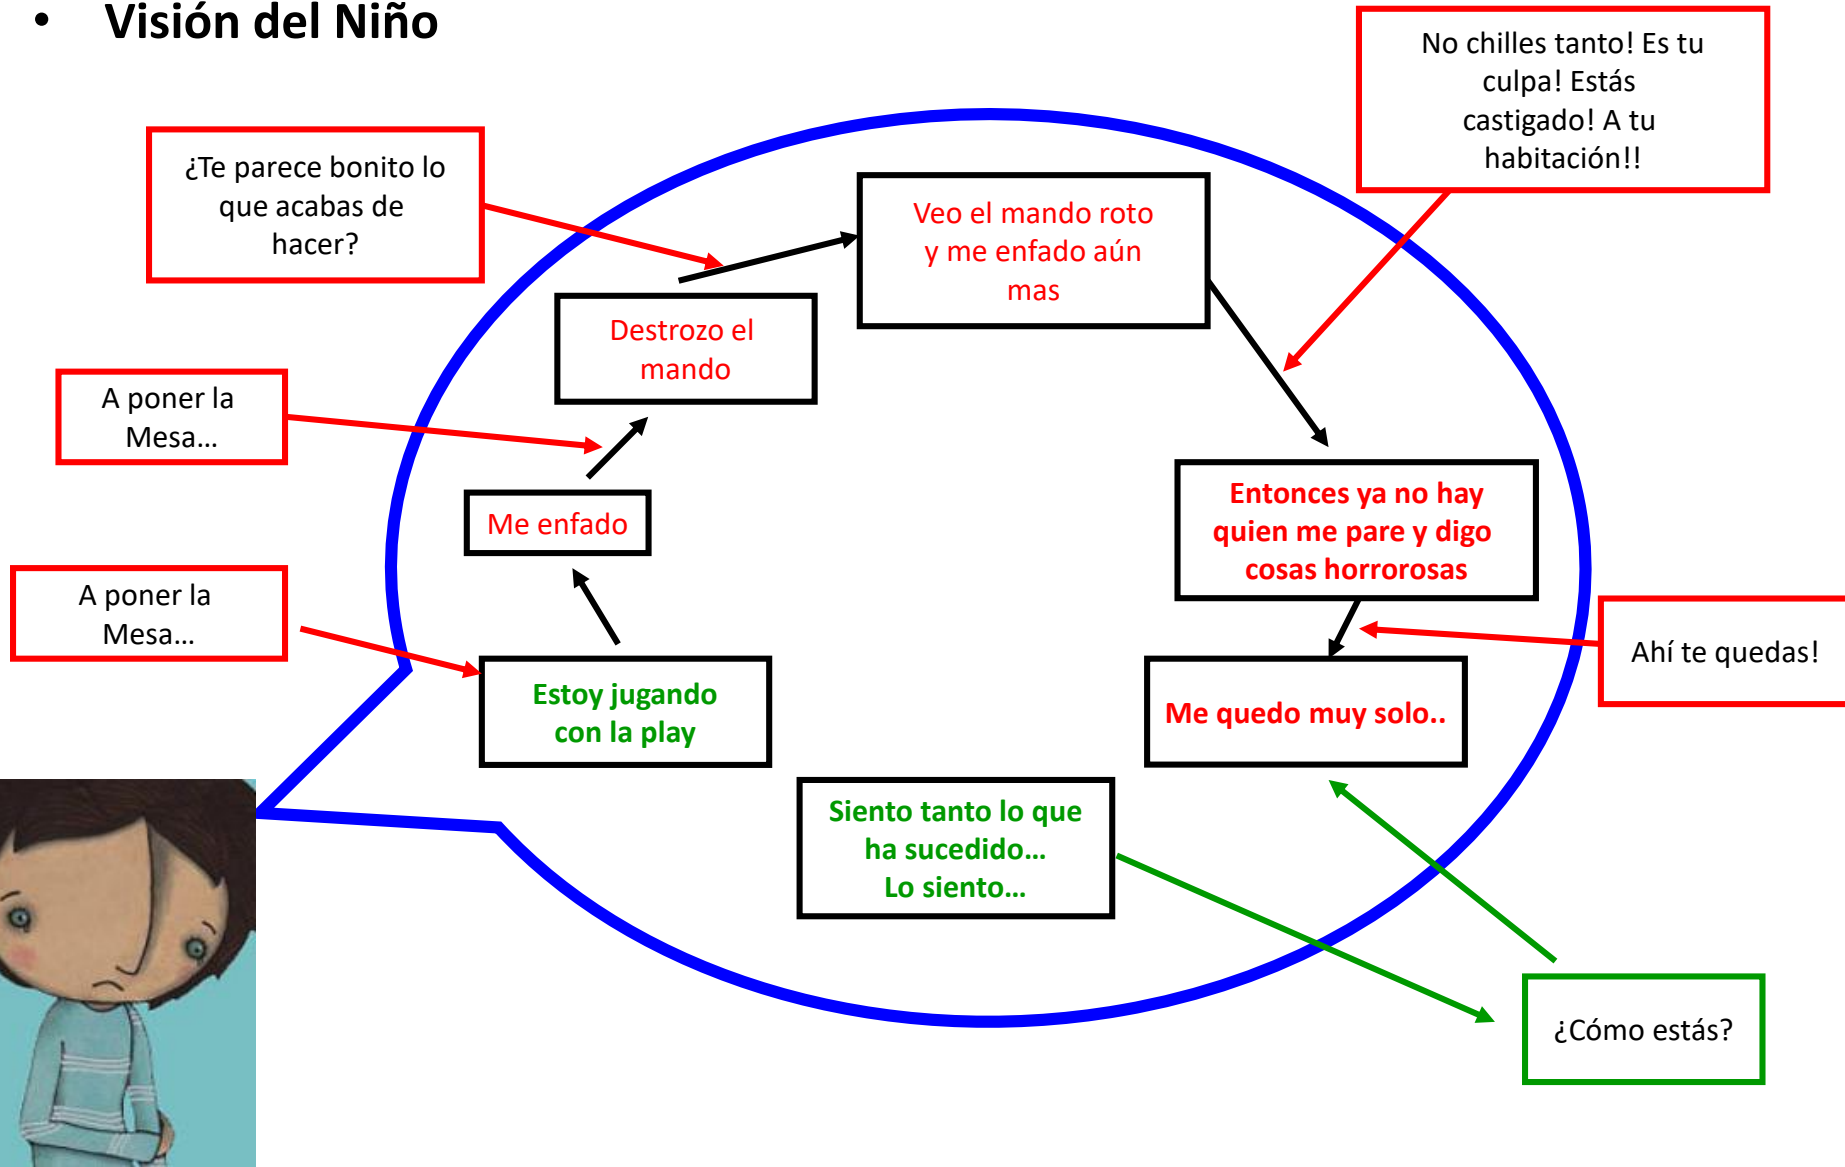 • Visión del Niño
No chilles tanto! Es tu
culpa! Estás
castigado! A tu
habitación!!
¿Te parece bonito lo
que acabas de
hacer?
Veo el mando roto
y me enfado aún
mas
Destrozo el
mando
A poner la
Mesa...
Me enfado
Entonces ya no hay
quien me pare y digo
cosas horrorosas
A poner la
Mesa...
Ahí te quedas!
Estoy jugando
con la play
Me quedo muy solo..
Siento tanto lo que
ha sucedido...
Lo siento...
¿Cómo estás?